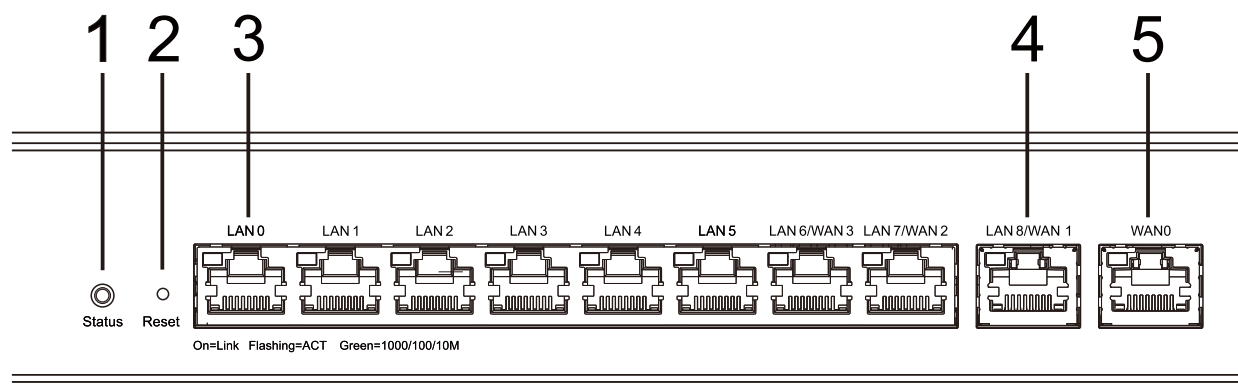 1 2 3 4 5
LAN 0 LAN 1 LAN 2 LAN 3 LAN 4 LAN 5 LAN 6/WAN 3 LAN 7/WAN 2 LAN 8/WAN 1 WAN0
Status Reset
On=Link Flashing=ACT Green=1000/100/10M